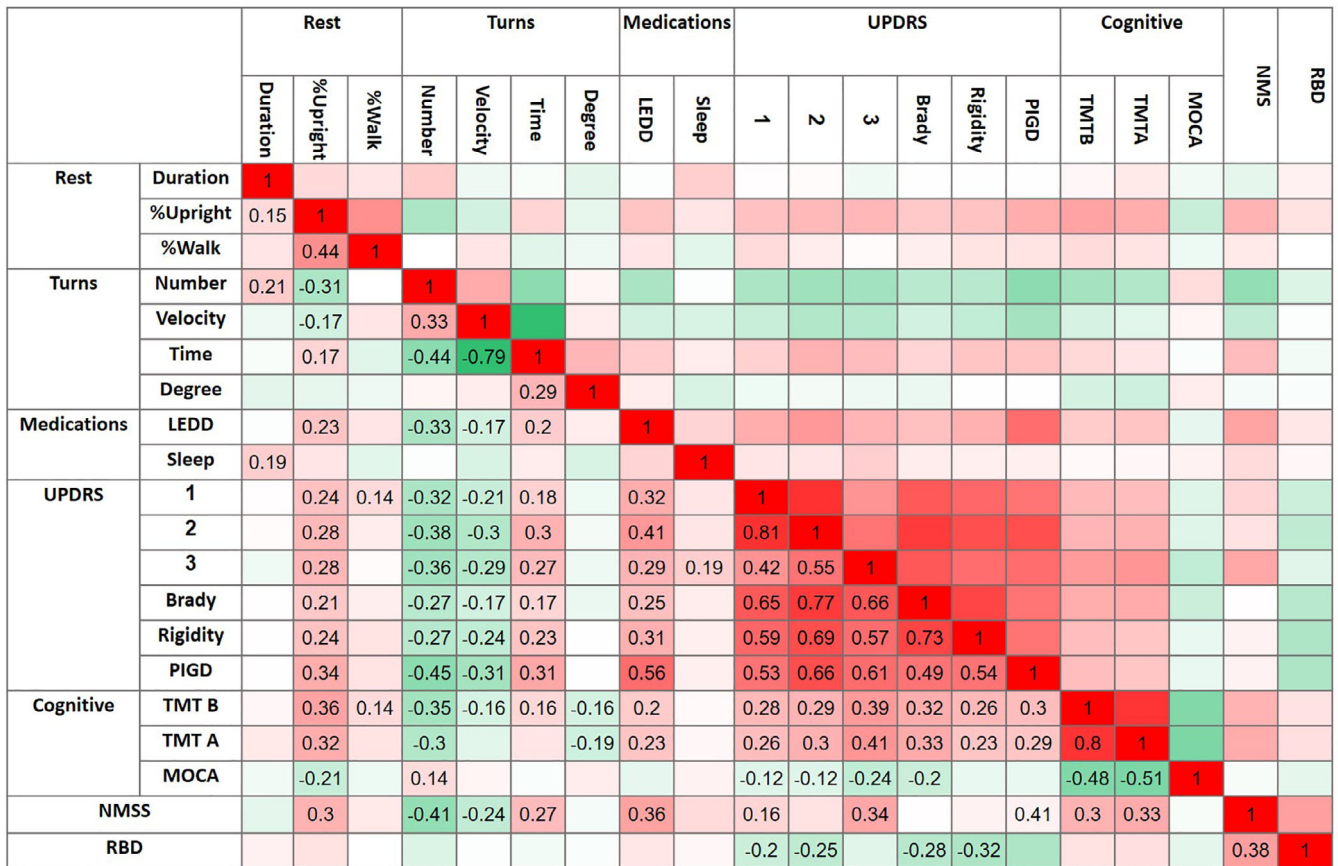 Rest Turns Medications UPDRS Cognitive NMS RBD
Duration %Upright %Walk Number Velocity Time Degree LEDD Sleep 1 2 3 Brady Rigidity PIGD TMTB TMTA MOCA
Rest Duration 1
%Upright 0.15 1
%Walk 0.44 1
Turns Number 0.21 -0.31 1
Velocity -0.17 0.33 1
Time 0.17 -0.44 -0.79 1
Degree 0.29 1
Medications LEDD 0.23 -0.33 -0.17 0.2 1
Sleep 0.19 1
UPDRS 1 0.24 0.14 -0.32 -0.21 0.18 0.32 1
2 0.28 -0.38 -0.3 0.3 0.41 0.81 1
3 0.28 -0.36 -0.29 0.27 0.29 0.19 0.42 0.55 1
Brady 0.21 -0.27 -0.17 0.17 0.25 0.65 0.77 0.66 1
Rigidity 0.24 -0.27 -0.24 0.23 0.31 0.59 0.69 0.57 0.73 1
PIGD 0.34 -0.45 -0.31 0.31 0.56 0.53 0.66 0.61 0.49 0.54 1
Cognitive TMT B 0.36 0.14 -0.35 -0.16 0.16 -0.16 0.2 0.28 0.29 0.39 0.32 0.26 0.3 1
TMT A 0.32 -0.3 -0.19 0.23 0.26 0.3 0.41 0.33 0.23 0.29 0.8 1
MOCA -0.21 0.14 -0.12 -0.12 -0.24 -0.2 -0.48 -0.51 1
NMSS 0.3 -0.41 -0.24 0.27 0.36 0.16 0.34 0.41 0.3 0.33 1
RBD -0.2 -0.25 -0.28 -0.32 0.38 1